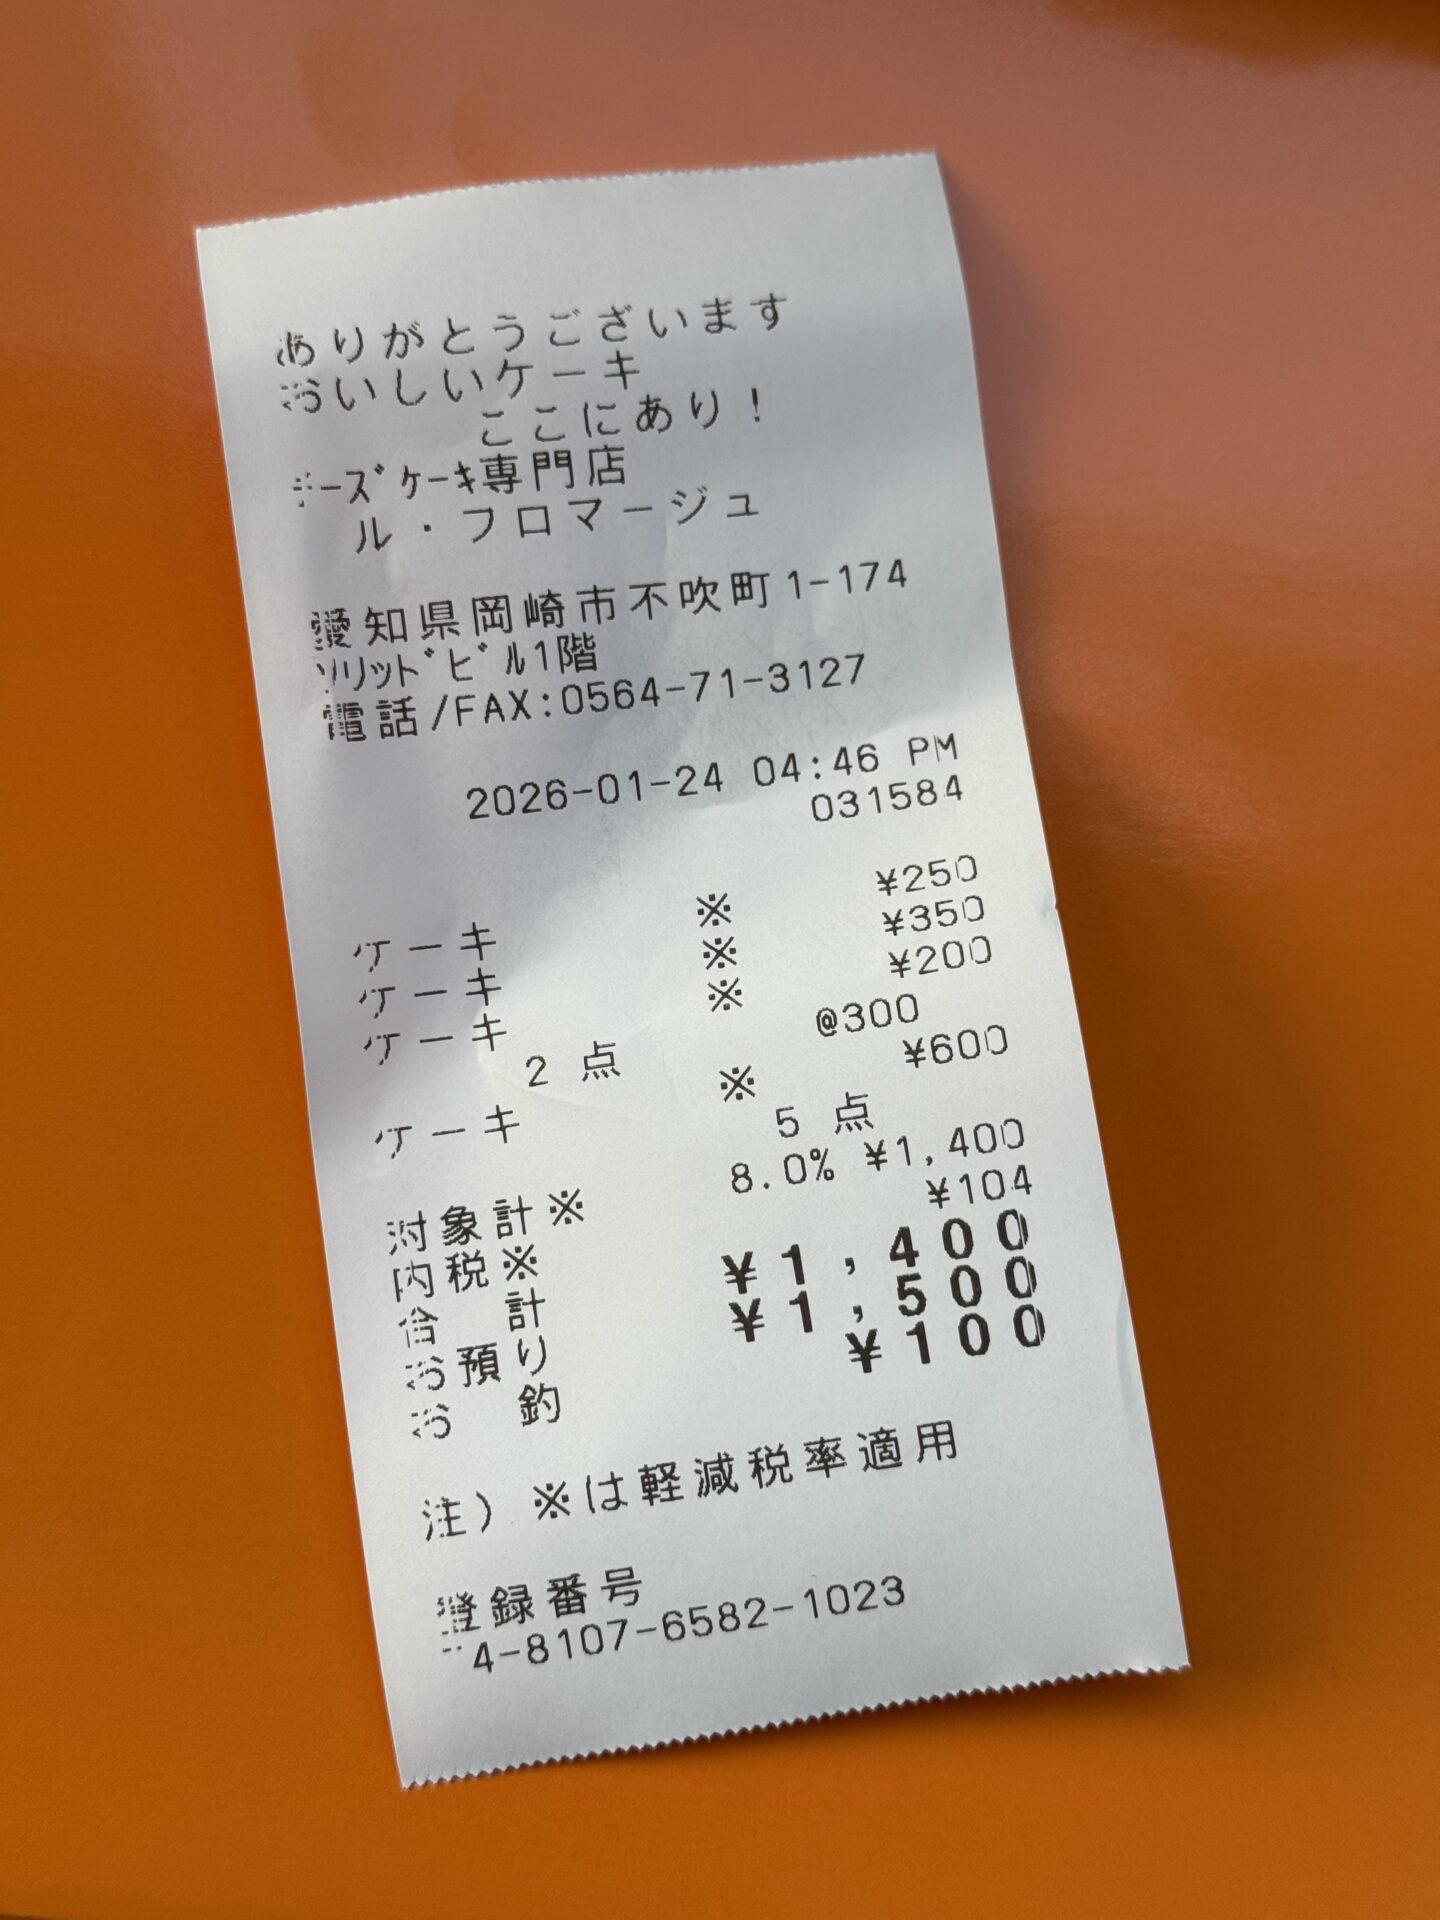 ありがとうございます
おいしいケーキ
ここにあり！
ﾁｰｽﾞｹｰｷ専門店
ル・フロマージュ
愛知県岡崎市不吹町1-174
ｿﾘｯﾄﾞﾋﾞﾙ1階
電話/FAX:0564-71-3127
2026-01-24 04:46 PM
031584
ケーキ ※ ¥250
ケーキ ※ ¥350
ケーキ ※ ¥200
2 点 @300
ケーキ ※ ¥600
5 点
対象計※ 8.0% ¥1,400
内税※ ¥104
合 計 ¥1,400
お預り ¥1,500
お 釣 ¥100
注）※は軽減税率適用
登録番号
4-8107-6582-1023